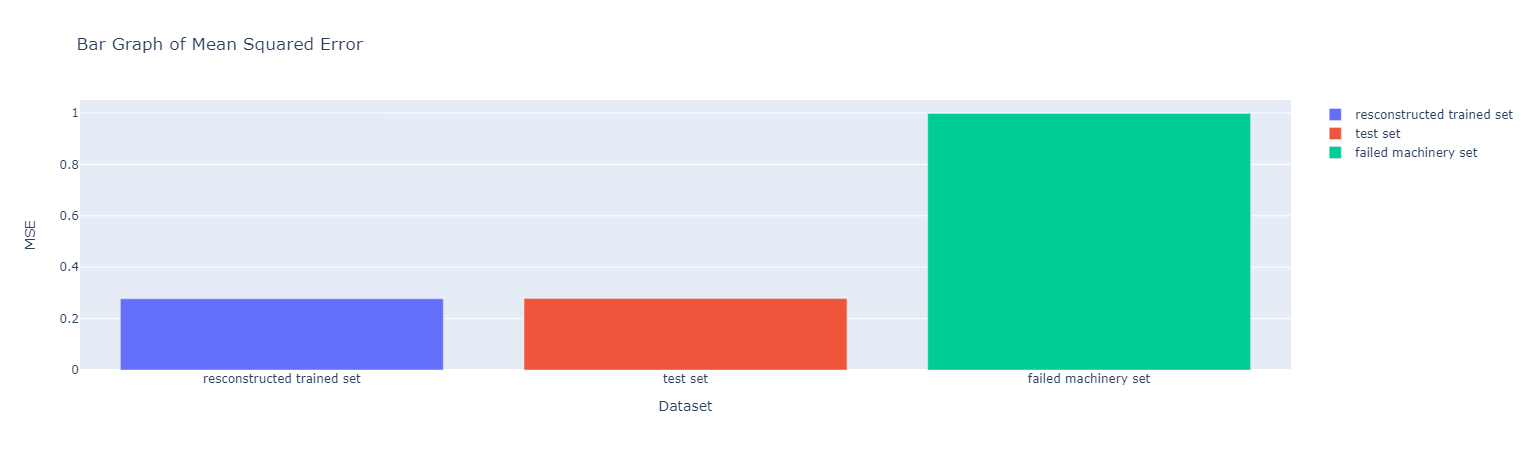 Bar Graph of Mean Squared Error
MSE
1
0.8
0.6
0.4
0.2
0
resconstructed trained set
test set
failed machinery set
Dataset
resconstructed trained set
test set
failed machinery set